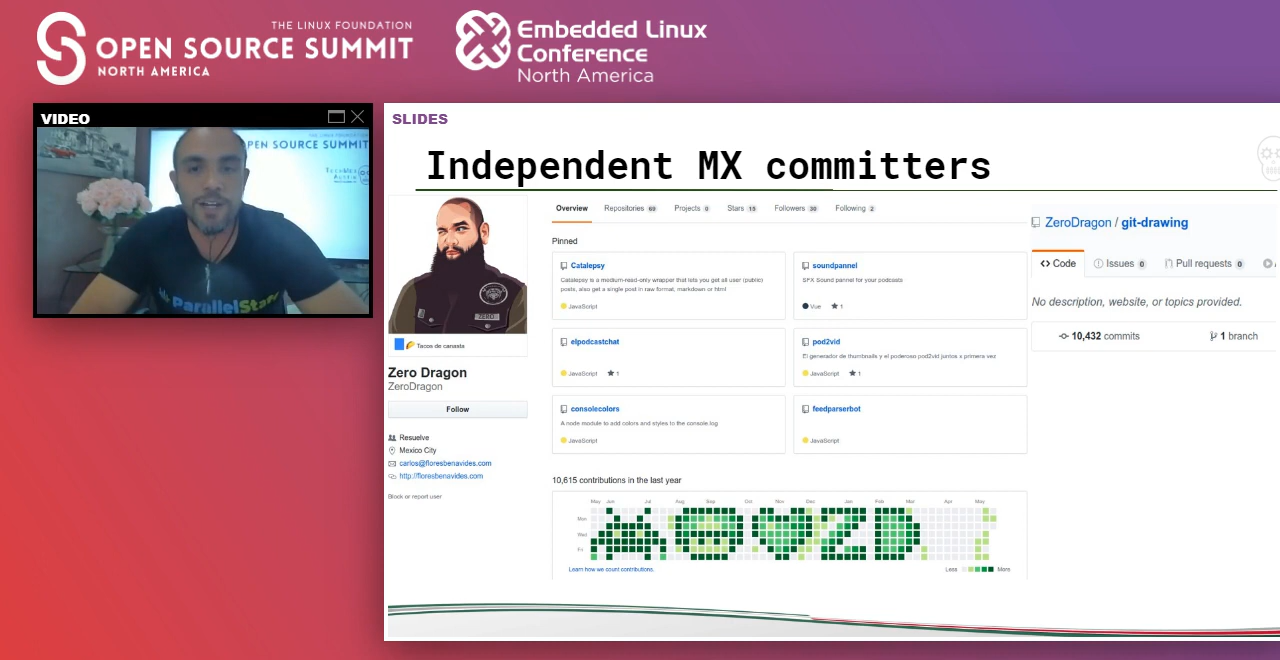 THE LINUX FOUNDATION
OPEN SOURCE SUMMIT
NORTH AMERICA
Embedded Linux
Conference
North America
VIDEO
PEN SOURCE SUMMIT
ParallelStaff
SLIDES
Independent MX committers
ZERO
Tacos de canasta
Zero Dragon
ZeroDragon
Follow
Resuelve
Mexico City
carlos@floresbenavides.com
http://floresbenavides.com
Block or report user
Overview Repositories 69 Projects 0 Stars 15 Followers 30 Following 2
Pinned
Catalepsy
Catalepsy is a medium-read-only wrapper that lets you get all user (public)
posts, also get a single post in raw format, markdown or html
JavaScript
soundpannel
SFX Sound pannel for your podcasts
Vue 1
elpodcastchat
JavaScript 1
pod2vid
El generador de thumbnails y el poderoso pod2vid juntos x primera vez
JavaScript 1
consolecolors
A node module to add colors and styles to the console.log
JavaScript
feedparserbot
JavaScript
10,615 contributions in the last year
May Jun Jul Aug Sep Oct Nov Dec Jan Feb Mar Apr May
Mon
Wed
Fri
Learn how we count contributions.
Less More
ZeroDragon / git-drawing
Code Issues 0 Pull requests 0
No description, website, or topics provided.
10,432 commits 1 branch